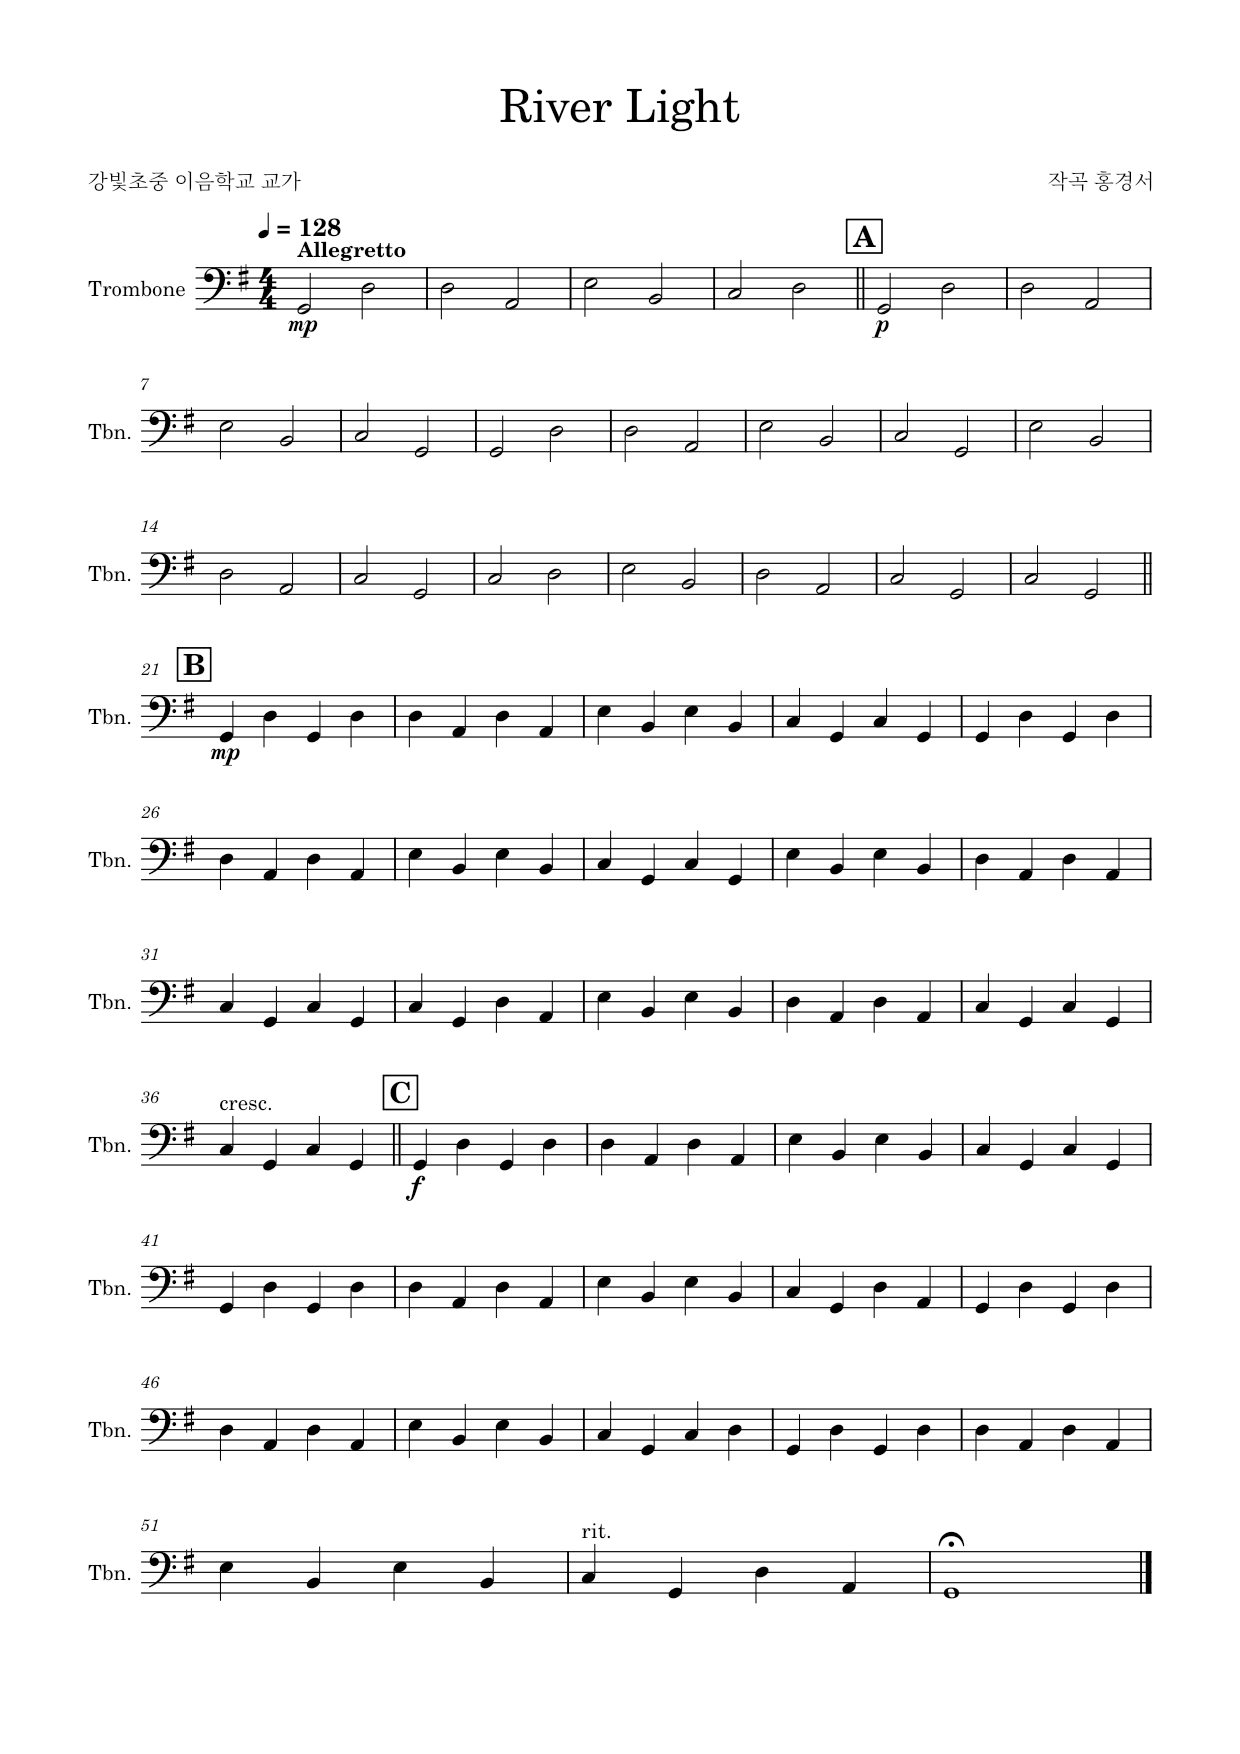 River Light
강빛초중 이음학교 교가
작곡 홍경서
♩ = 128
Allegretto
A
Trombone
4
4
mp
p
7
Tbn.
14
Tbn.
21
B
Tbn.
mp
26
Tbn.
31
Tbn.
36
cresc.
C
Tbn.
f
41
Tbn.
46
Tbn.
51
rit.
Tbn.